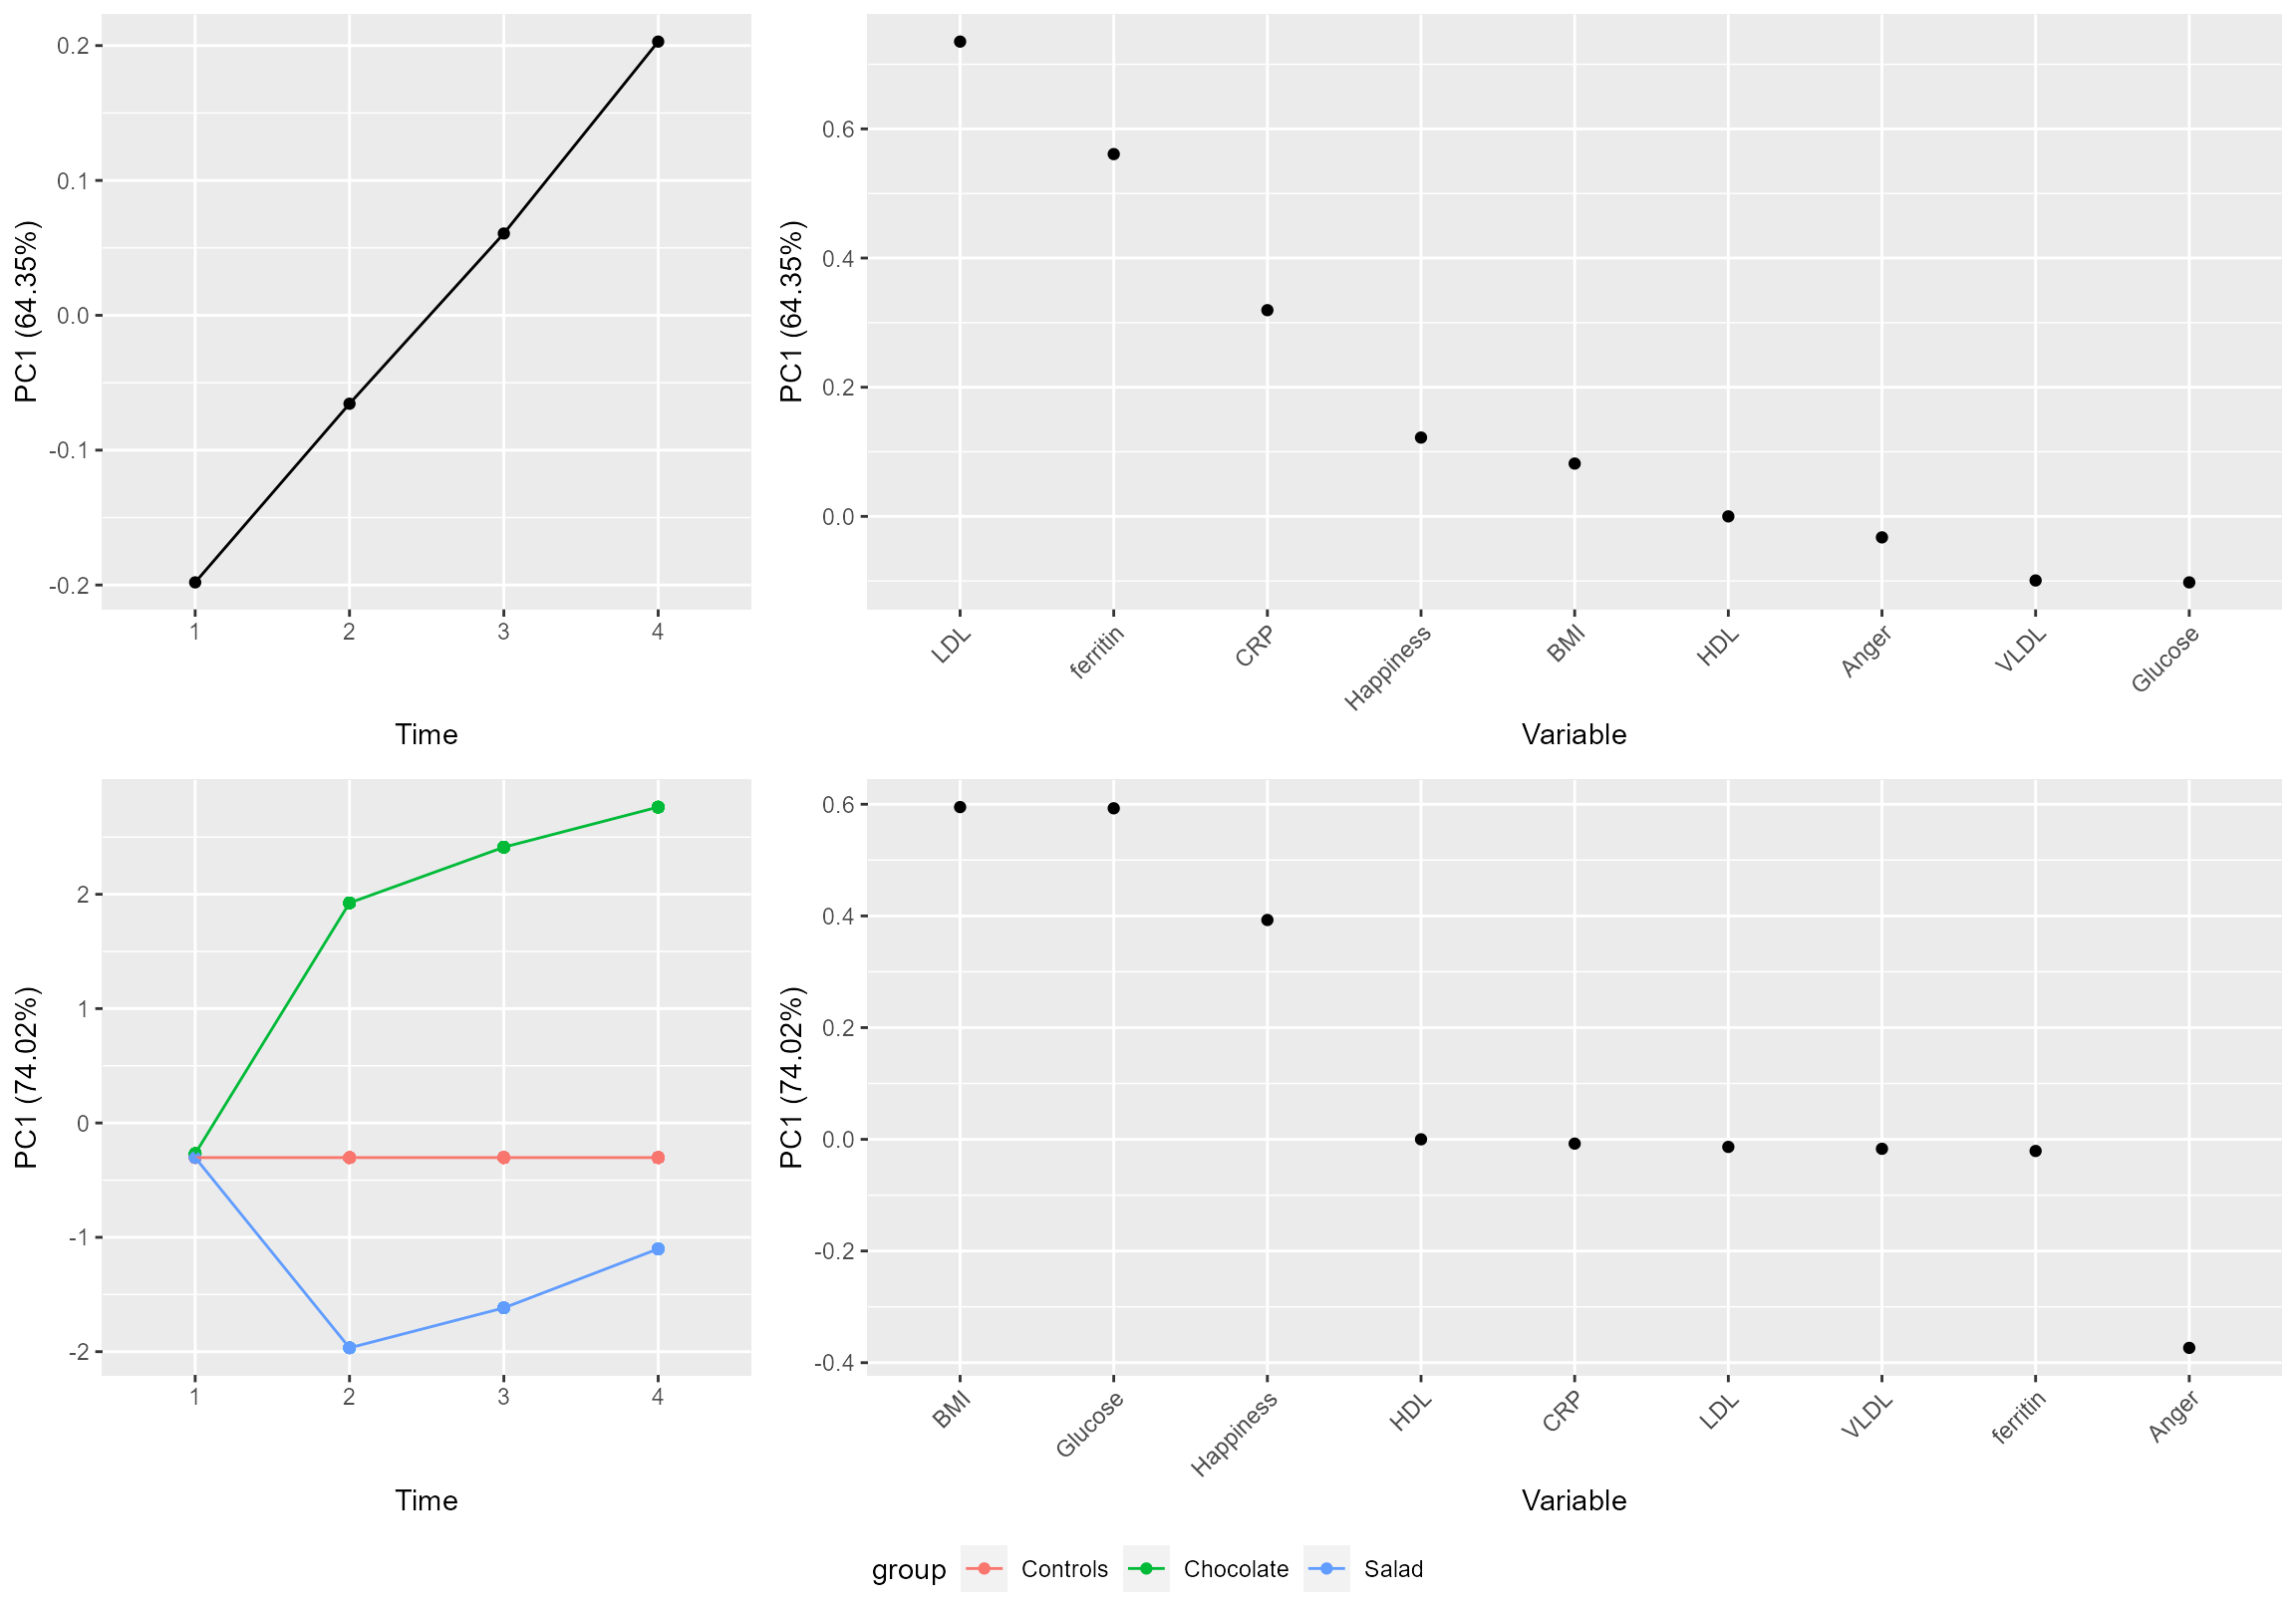 PC1 (64.35%)
0.2
0.1
0.0
-0.1
-0.2
1 2 3 4
Time
PC1 (64.35%)
0.6
0.4
0.2
0.0
LDL ferritin CRP Happiness BMI HDL Anger VLDL Glucose
Variable
PC1 (74.02%)
2
1
0
-1
-2
1 2 3 4
Time
PC1 (74.02%)
0.6
0.4
0.2
0.0
-0.2
-0.4
BMI Glucose Happiness HDL CRP LDL VLDL ferritin Anger
Variable
group Controls Chocolate Salad